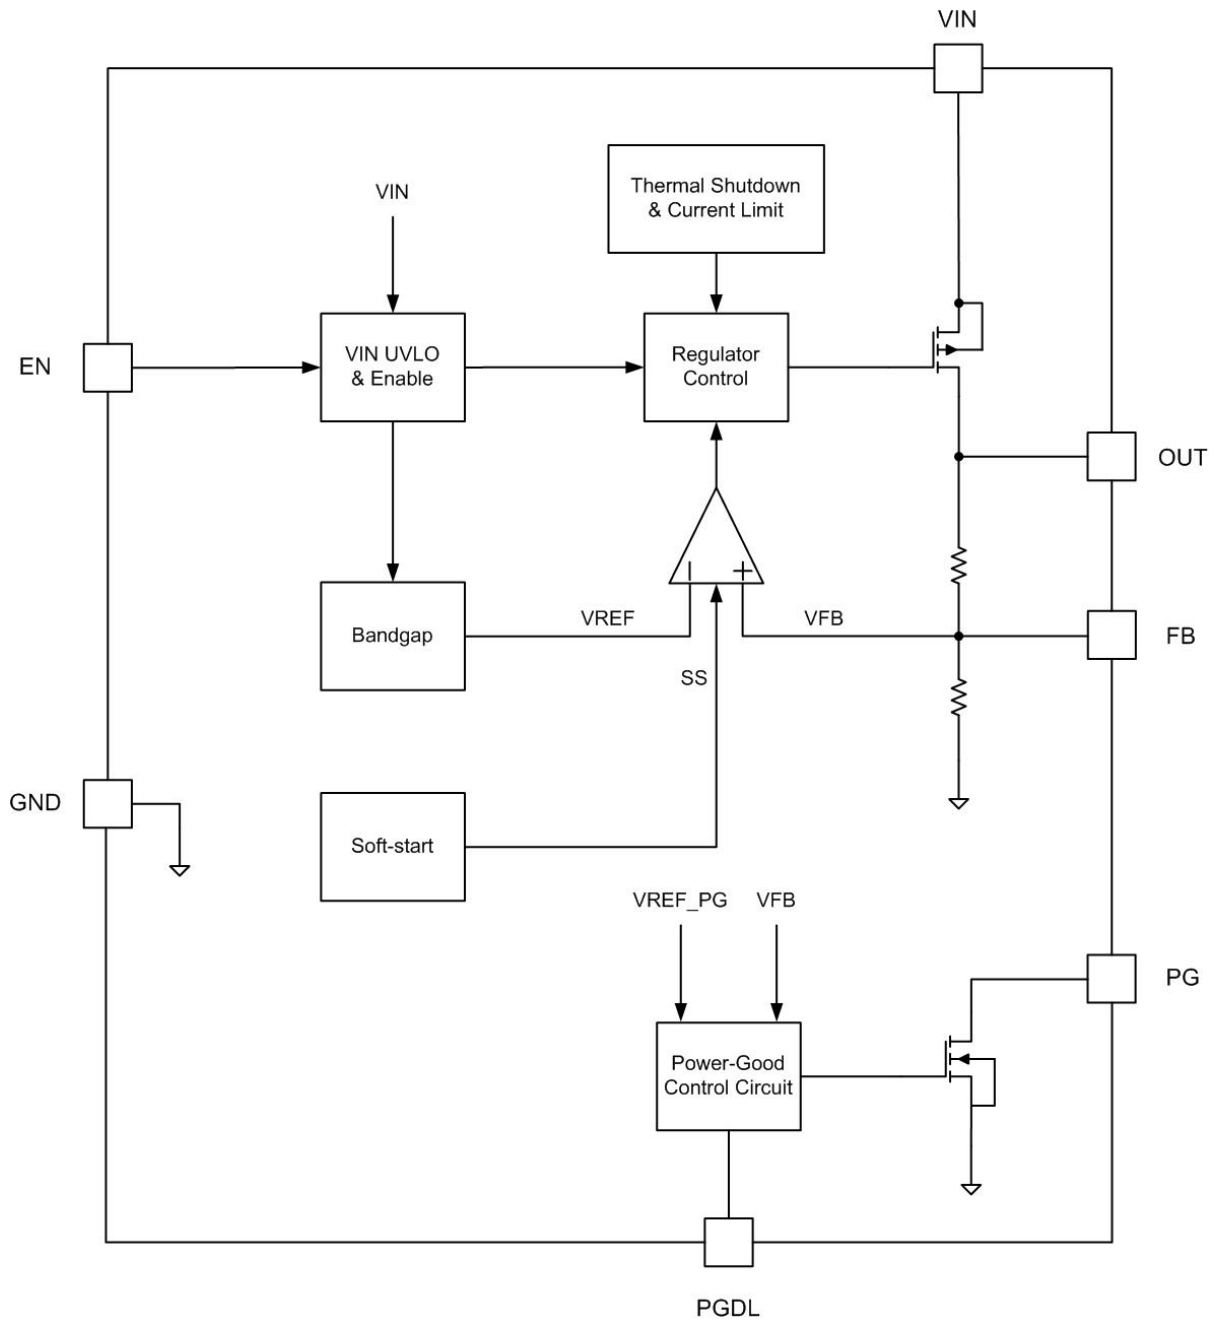 VIN
Thermal Shutdown
& Current Limit
VIN
EN
VIN UVLO
& Enable
Regulator
Control
OUT
Bandgap
VREF
VFB
FB
SS
GND
Soft-start
VREF_PG
VFB
PG
Power-Good
Control Circuit
PGDL